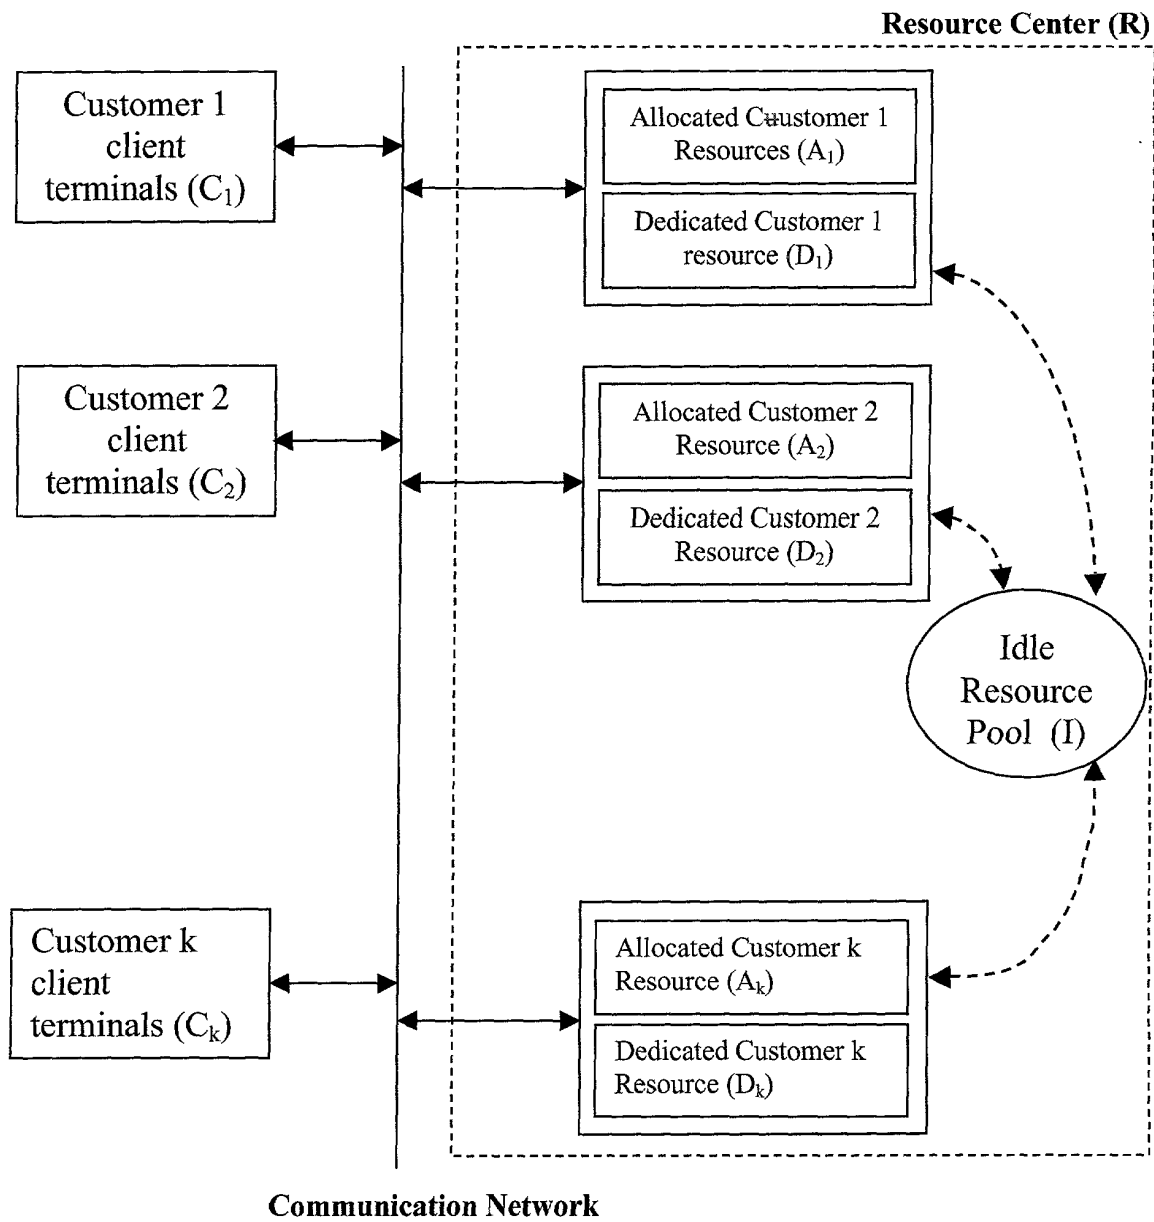 Resource Center (R)
Customer 1
client
terminals (C₁)
Allocated Cuustomer 1
Resources (A₁)
Dedicated Customer 1
resource (D₁)
Customer 2
client
terminals (C₂)
Allocated Customer 2
Resource (A₂)
Dedicated Customer 2
Resource (D₂)
Idle
Resource
Pool (I)
Customer k
client
terminals (Cₖ)
Allocated Customer k
Resource (Aₖ)
Dedicated Customer k
Resource (Dₖ)
Communication Network